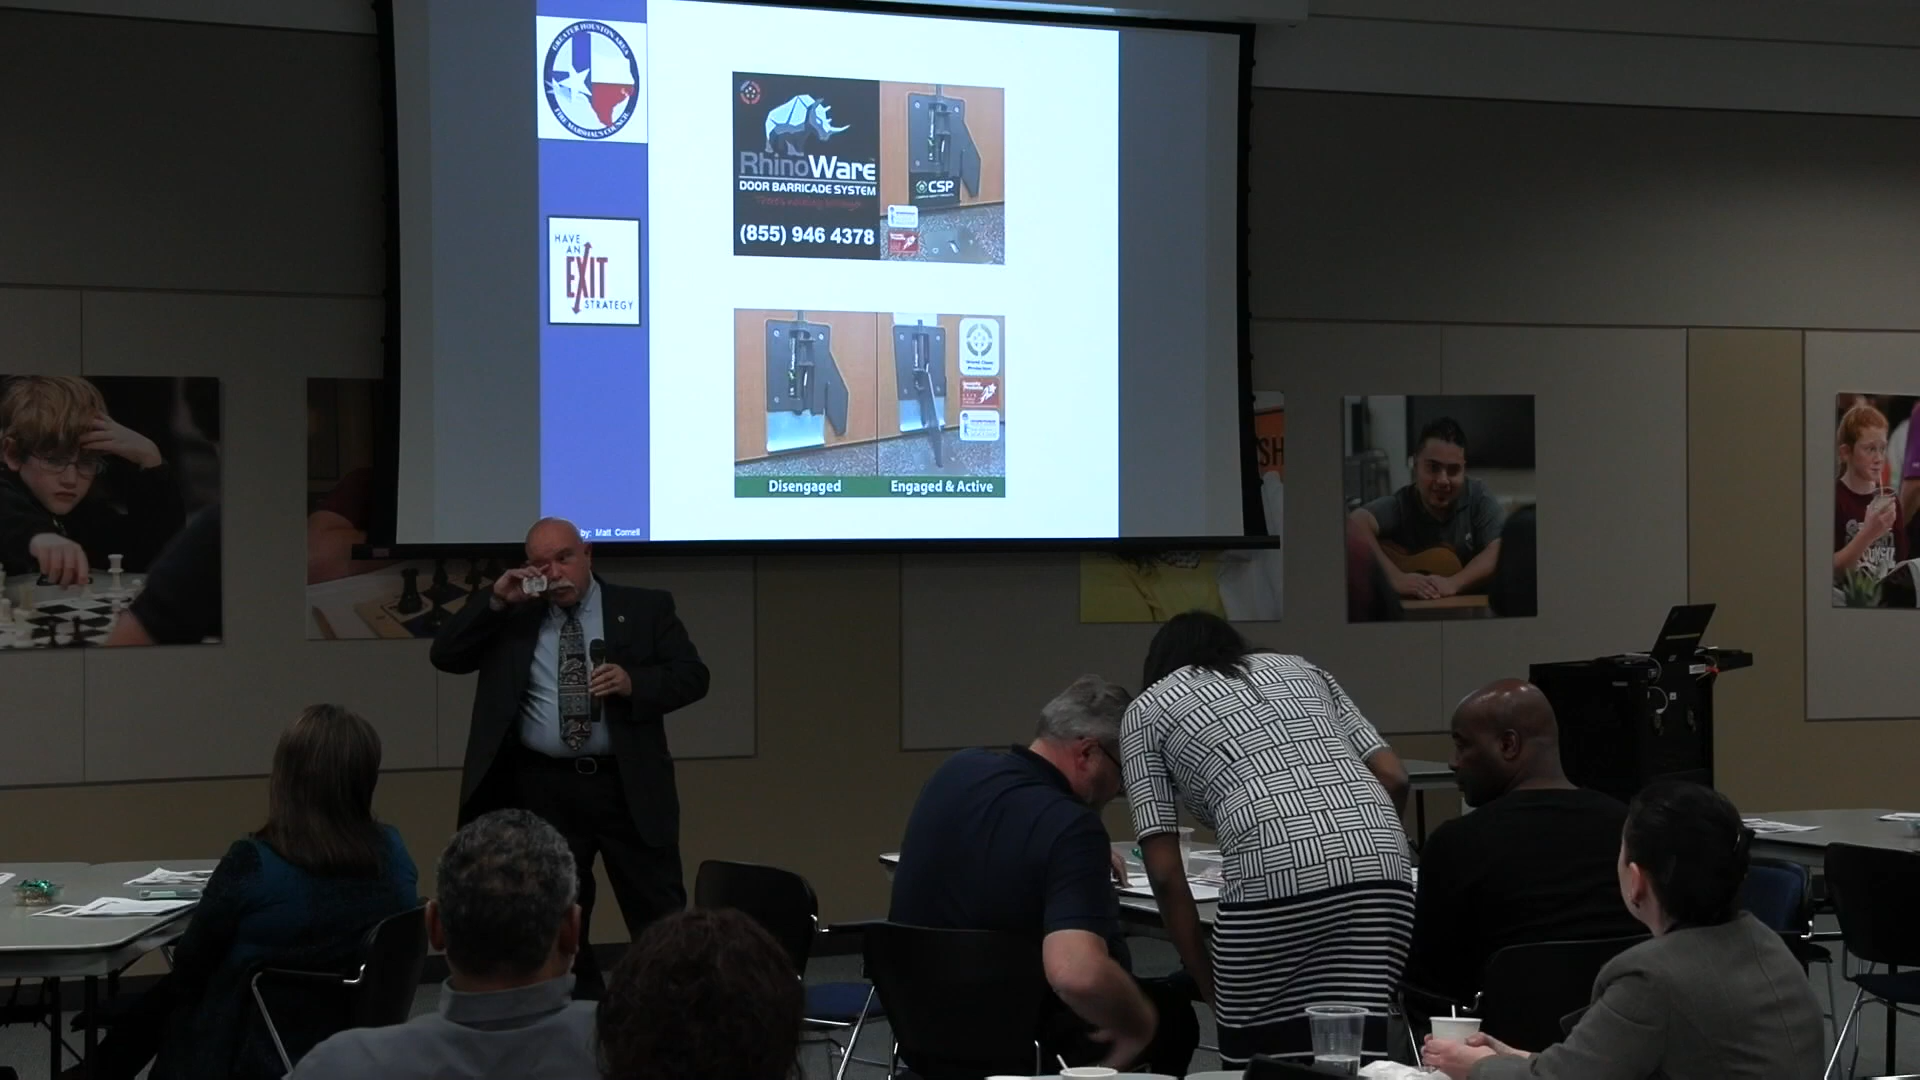 GREATER HOUSTON AREA
FIRE MARSHAL'S COUNCIL
HAVE
AN
EXIT
STRATEGY
RhinoWare
DOOR BARRICADE SYSTEM
(855) 946 4378
CSP
Disengaged
Engaged & Active
by: Matt Cornell
SH